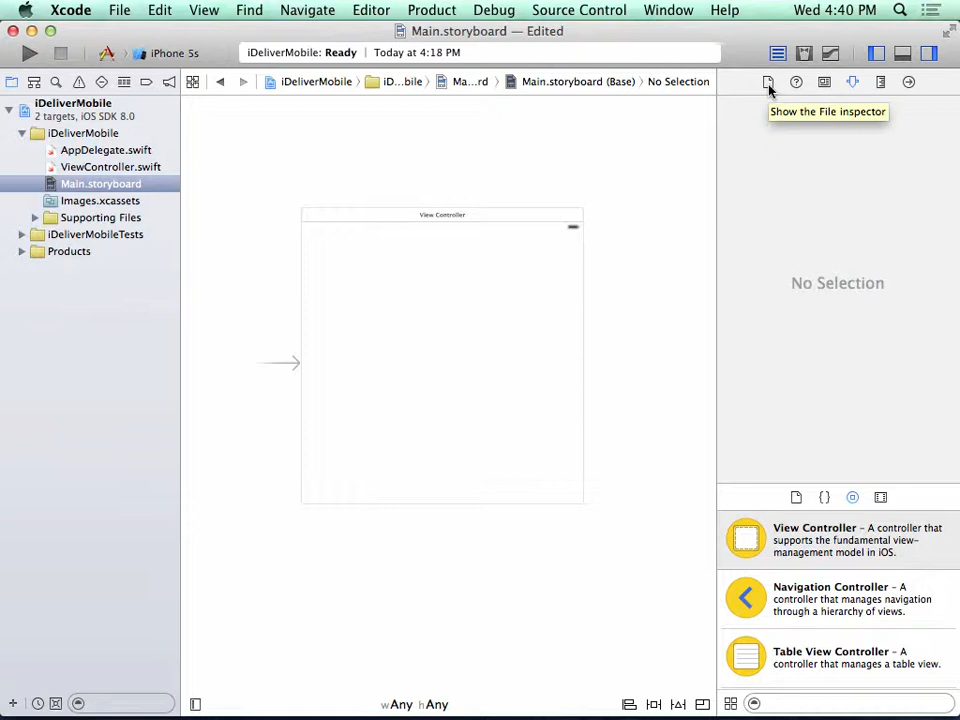 Xcode File Edit View Find Navigate Editor Product Debug Source Control Window Help Wed 4:40 PM
Main.storyboard — Edited
iPhone 5s
iDeliverMobile: Ready | Today at 4:18 PM
iDeliverMobile iD...bile Ma....rd Main.storyboard (Base) No Selection
iDeliverMobile
2 targets, iOS SDK 8.0
iDeliverMobile
AppDelegate.swift
ViewController.swift
Main.storyboard
Images.xcassets
Supporting Files
iDeliverMobileTests
Products
View Controller
Show the File inspector
No Selection
View Controller – A controller that
supports the fundamental view-
management model in iOS.
Navigation Controller – A
controller that manages navigation
through a hierarchy of views.
Table View Controller – A
controller that manages a table view.
wAny hAny